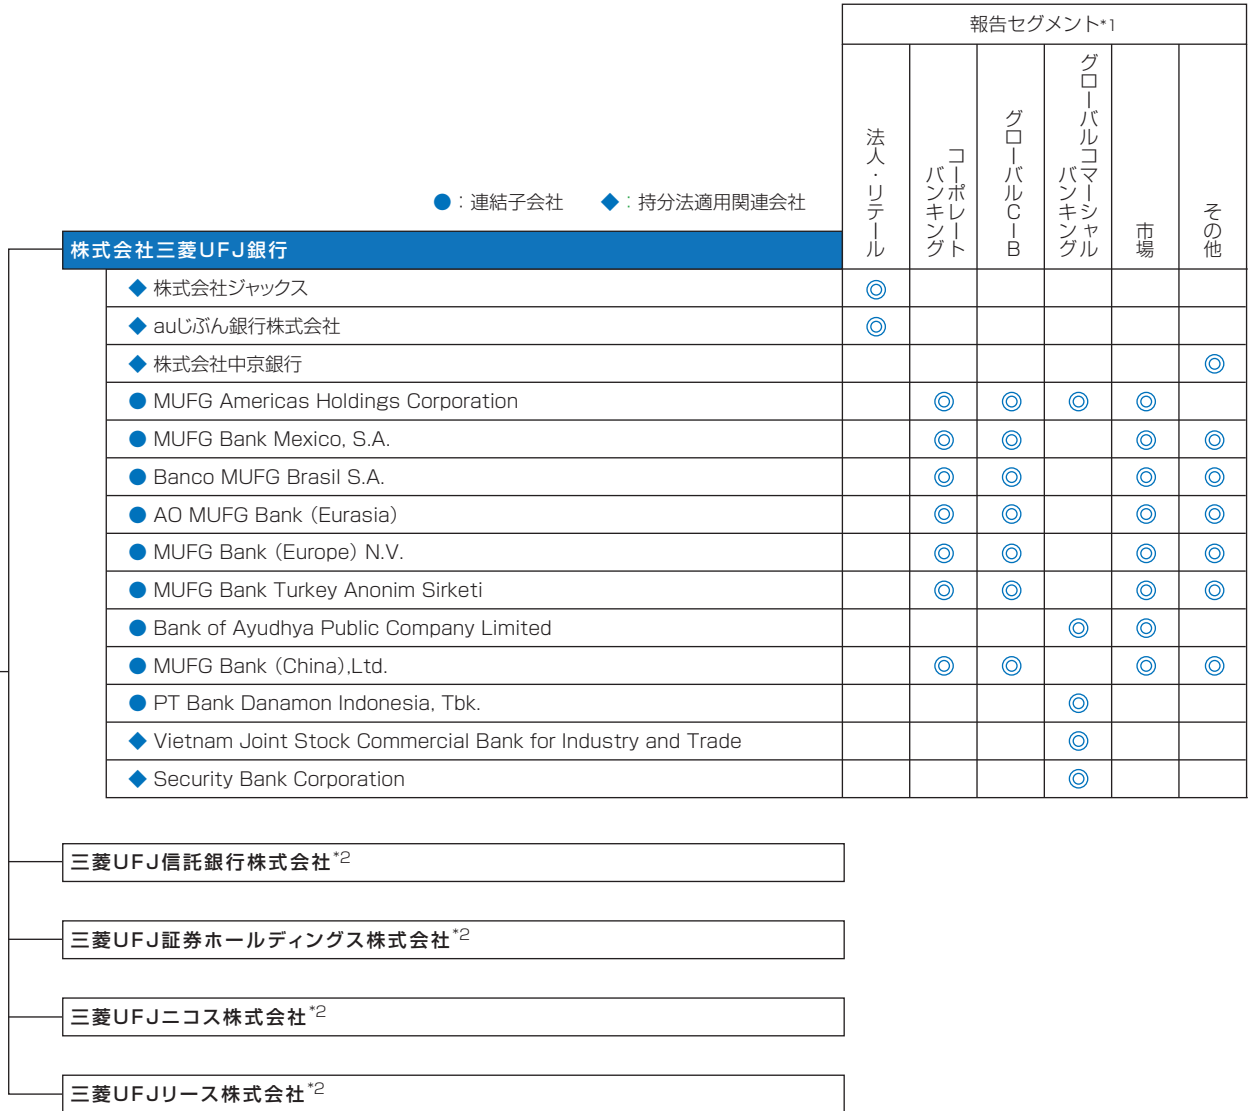 報告セグメント*1
法人・リテール
コーポレート
バンキング
グローバルCIB
グローバルコマーシャル
バンキング
市場
その他
●：連結子会社 ◆：持分法適用関連会社
株式会社三菱UFJ銀行
◆ 株式会社ジャックス ◎
◆ auじぶん銀行株式会社 ◎
◆ 株式会社中京銀行 ◎
● MUFG Americas Holdings Corporation ◎ ◎ ◎ ◎
● MUFG Bank Mexico, S.A. ◎ ◎ ◎ ◎
● Banco MUFG Brasil S.A. ◎ ◎ ◎ ◎
● AO MUFG Bank（Eurasia） ◎ ◎ ◎ ◎
● MUFG Bank（Europe）N.V. ◎ ◎ ◎ ◎
● MUFG Bank Turkey Anonim Sirketi ◎ ◎ ◎ ◎
● Bank of Ayudhya Public Company Limited ◎ ◎
● MUFG Bank（China）,Ltd. ◎ ◎ ◎ ◎
● PT Bank Danamon Indonesia, Tbk. ◎
◆ Vietnam Joint Stock Commercial Bank for Industry and Trade ◎
◆ Security Bank Corporation ◎
三菱UFJ信託銀行株式会社*2
三菱UFJ証券ホールディングス株式会社*2
三菱UFJニコス株式会社*2
三菱UFJリース株式会社*2